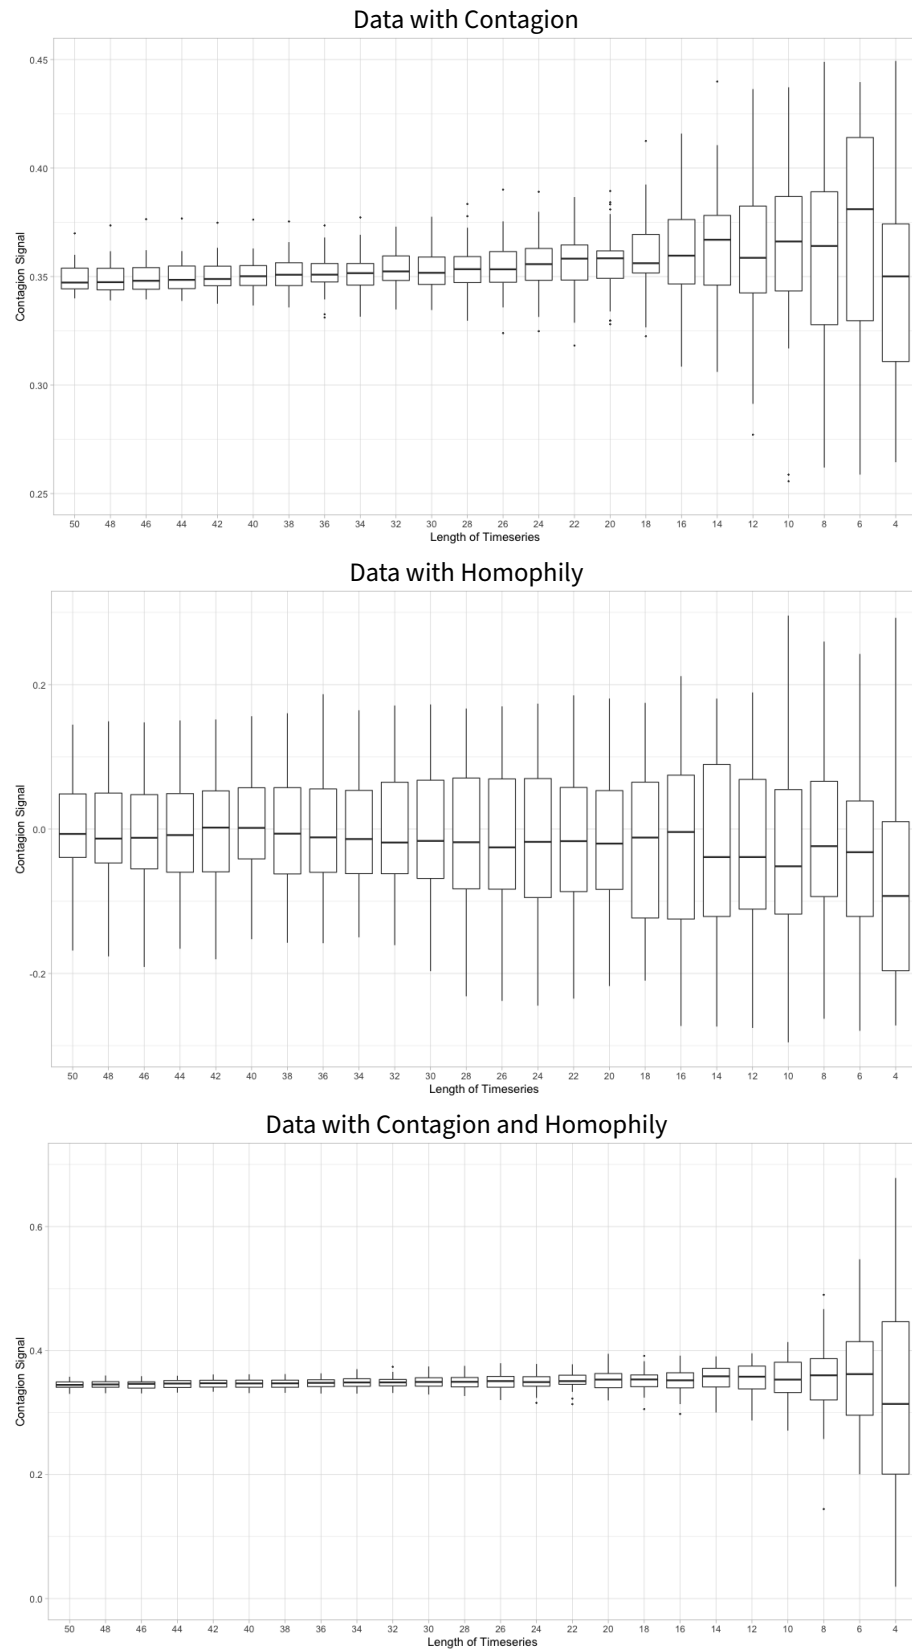 Data with Contagion
0.45
0.40
0.35
0.30
0.25
Contagion Signal
50 48 46 44 42 40 38 36 34 32 30 28 26 24 22 20 18 16 14 12 10 8 6 4
Length of Timeseries
Data with Homophily
0.2
0.0
-0.2
Contagion Signal
50 48 46 44 42 40 38 36 34 32 30 28 26 24 22 20 18 16 14 12 10 8 6 4
Length of Timeseries
Data with Contagion and Homophily
0.6
0.4
0.2
0.0
Contagion Signal
50 48 46 44 42 40 38 36 34 32 30 28 26 24 22 20 18 16 14 12 10 8 6 4
Length of Timeseries